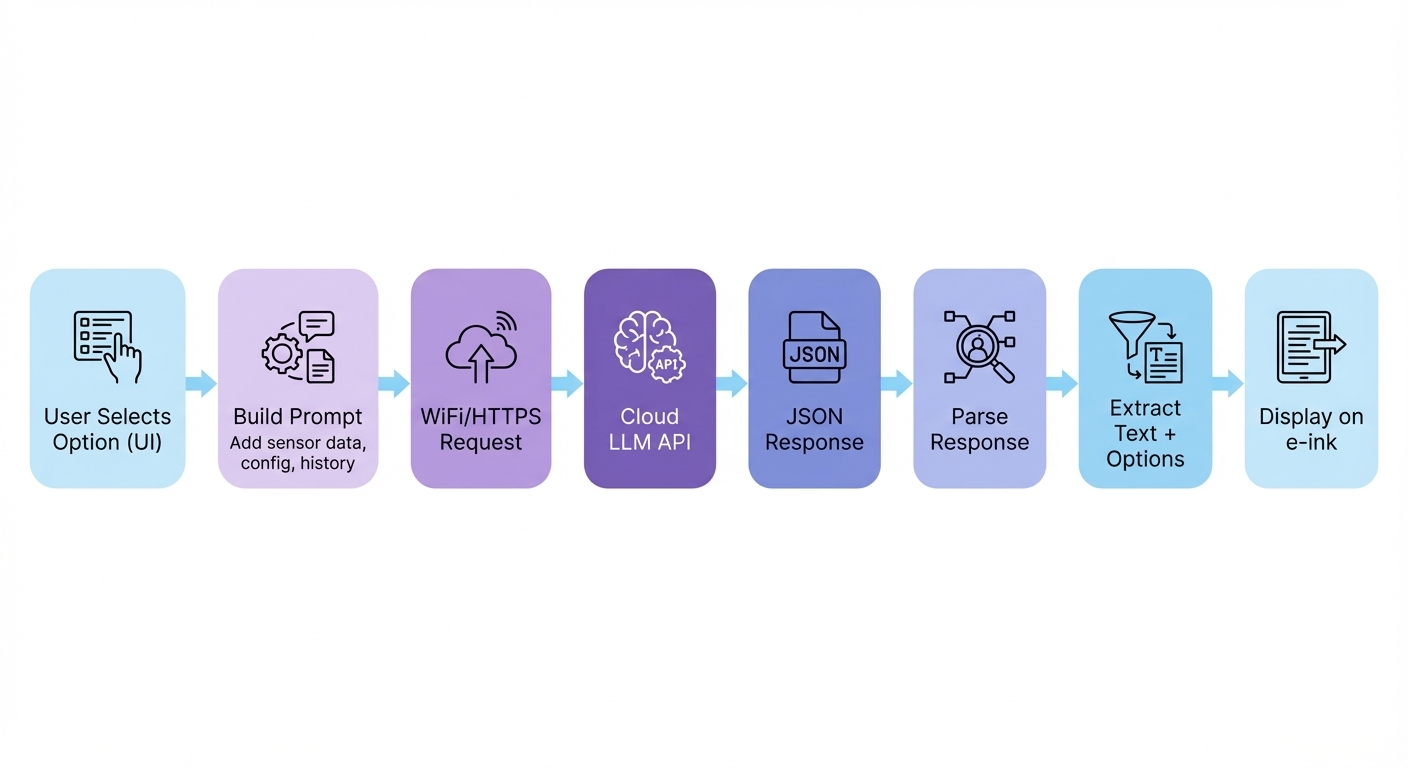 User Selects
Option (UI)
Build Prompt
Add sensor data,
config, history
WiFi/HTTPS
Request
API
Cloud
LLM API
JSON
JSON
Response
Parse
Response
T
Extract
Text +
Options
Display on
e-ink